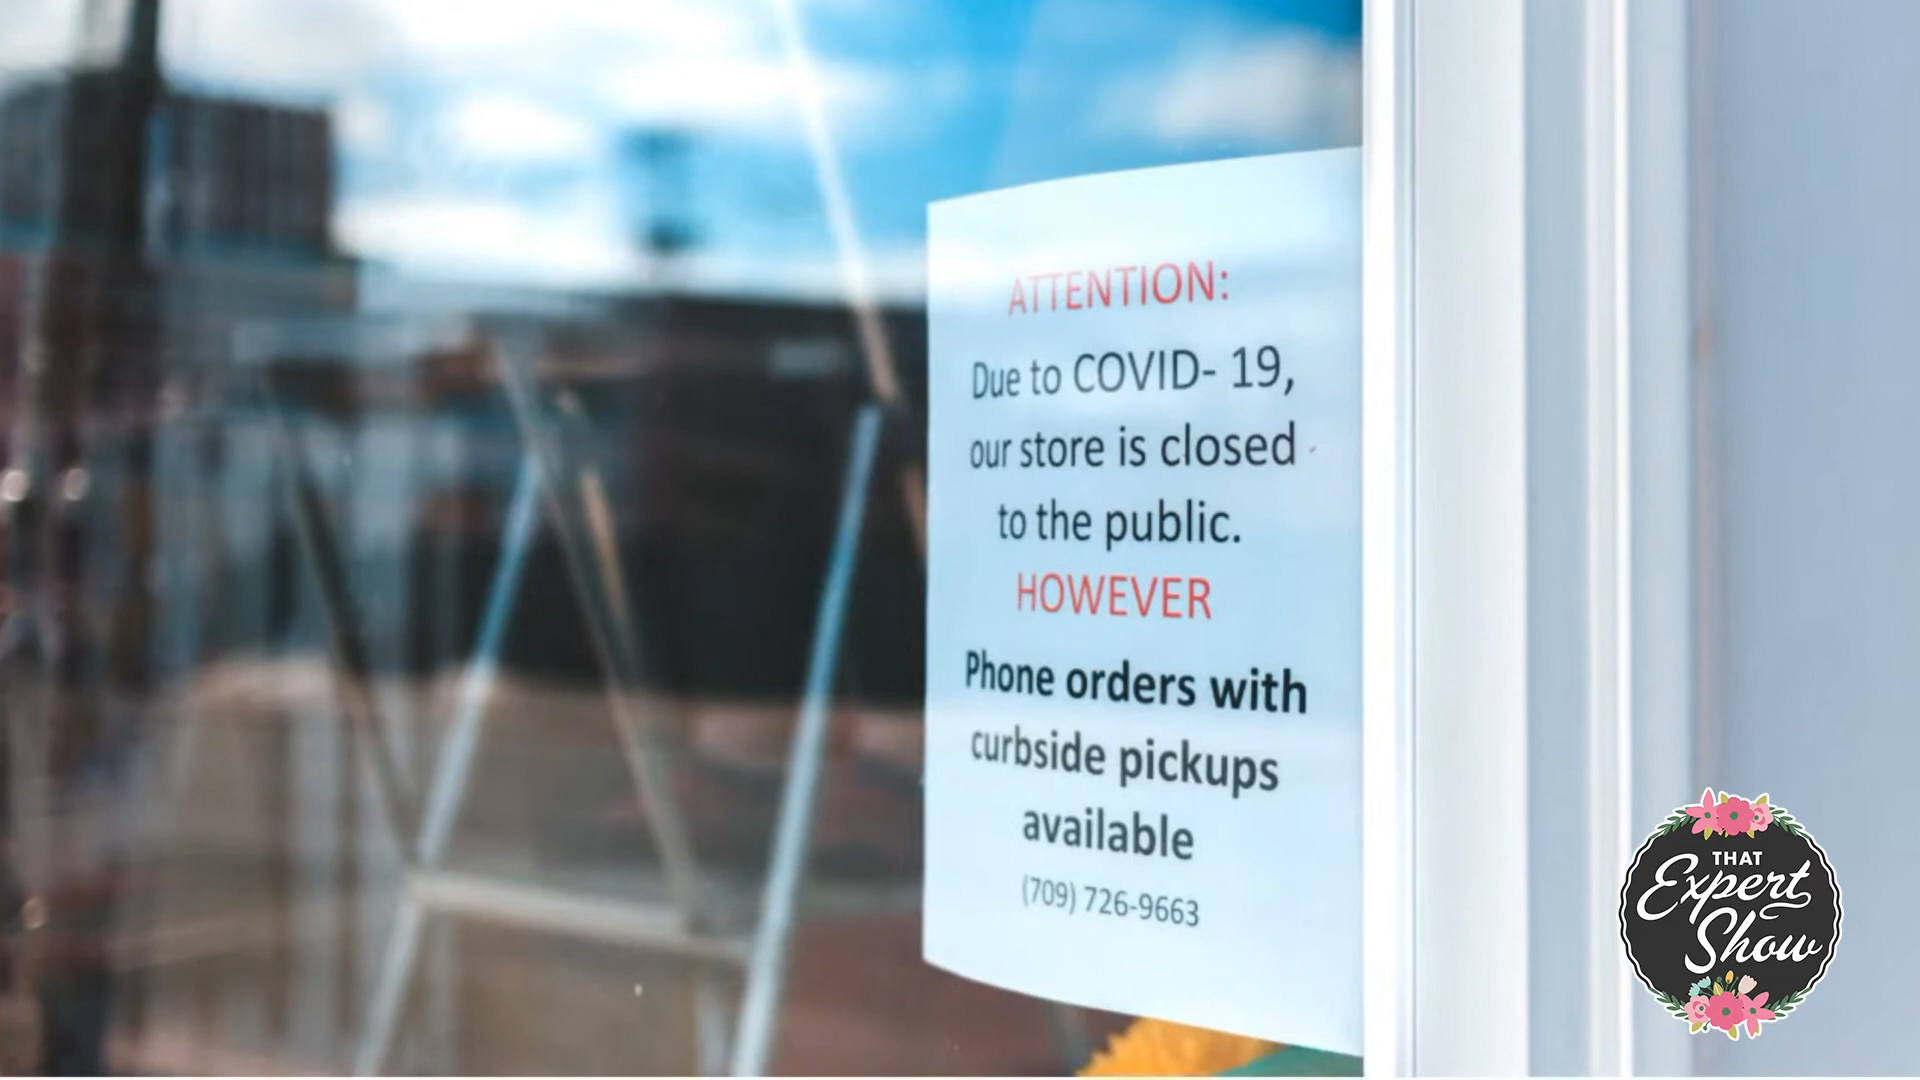 ATTENTION:
Due to COVID- 19,
our store is closed
to the public.
HOWEVER
Phone orders with
curbside pickups
available
(709) 726-9663
THAT
Expert
Show